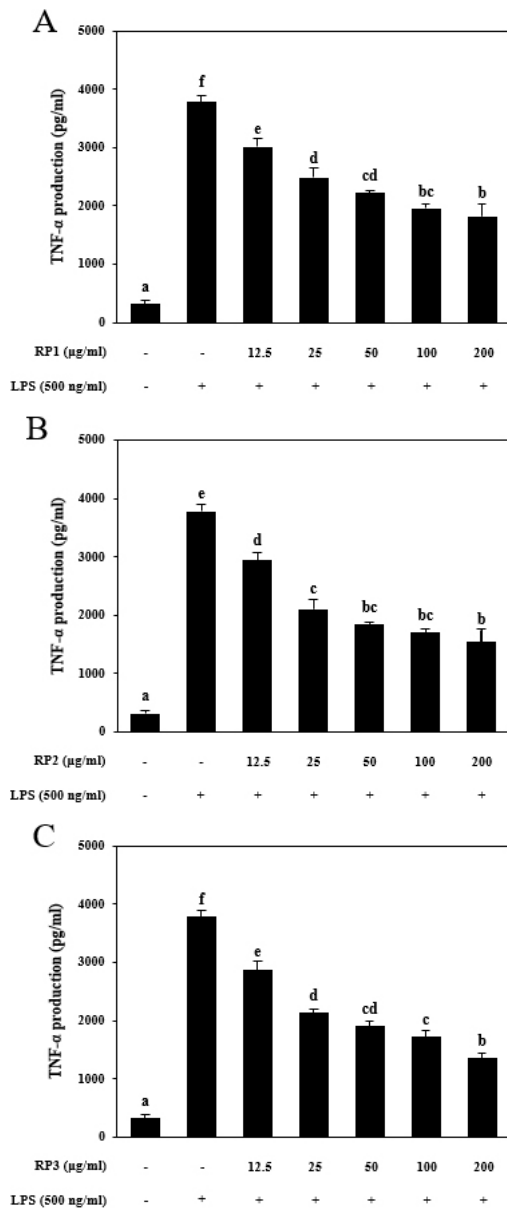 A
5000
4000
3000
2000
1000
0
TNF-α production (pg/ml)
a
f
e
d
cd
bc
b
RP1 (µg/ml) - - 12.5 25 50 100 200
LPS (500 ng/ml) - + + + + + +
B
5000
4000
3000
2000
1000
0
TNF-α production (pg/ml)
a
e
d
c
bc
bc
b
RP2 (µg/ml) - - 12.5 25 50 100 200
LPS (500 ng/ml) - + + + + + +
C
5000
4000
3000
2000
1000
0
TNF-α production (pg/ml)
a
f
e
d
cd
c
b
RP3 (µg/ml) - - 12.5 25 50 100 200
LPS (500 ng/ml) - + + + + + +